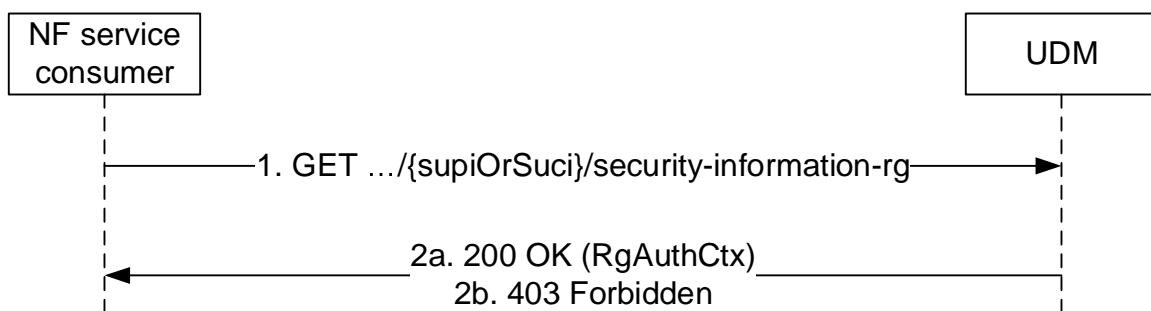 NF service
consumer
UDM
1. GET …/{supiOrSuci}/security-information-rg
2a. 200 OK (RgAuthCtx)
2b. 403 Forbidden